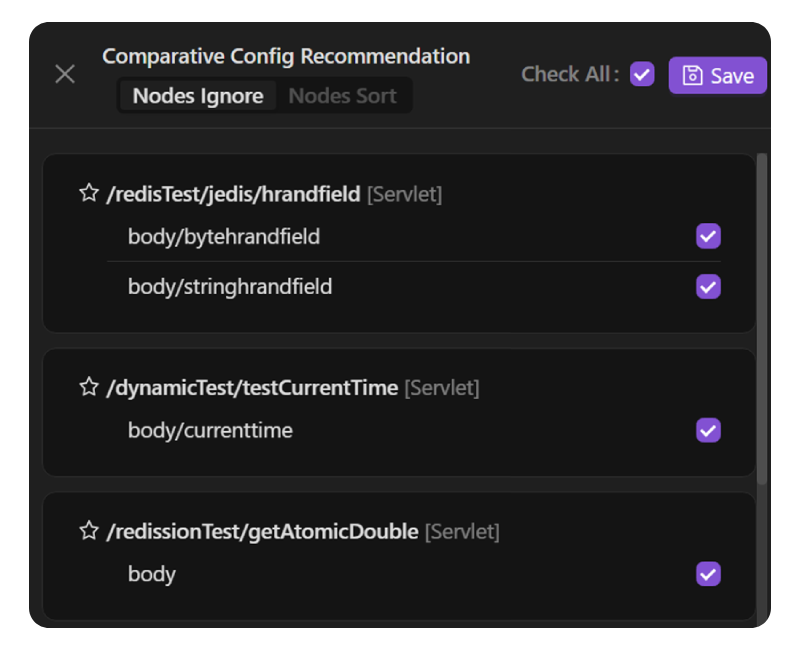 Comparative Config Recommendation
Nodes Ignore Nodes Sort
Check All : Save
/redisTest/jedis/hrandfield [Servlet]
body/bytehrandfield
body/stringhrandfield
/dynamicTest/testCurrentTime [Servlet]
body/currenttime
/redissionTest/getAtomicDouble [Servlet]
body